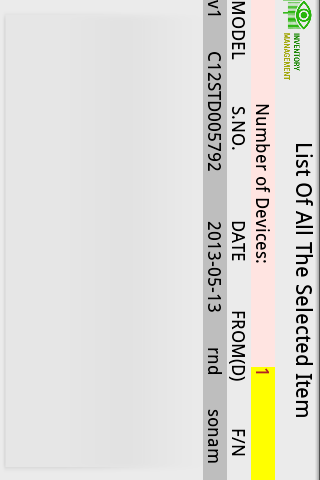 INVENTORY
MANAGEMENT
List Of All The Selected Item
Number of Devices: 1
MODEL S.NO. DATE FROM(D) F/N
v1 C12STD005792 2013-05-13 rnd sonam